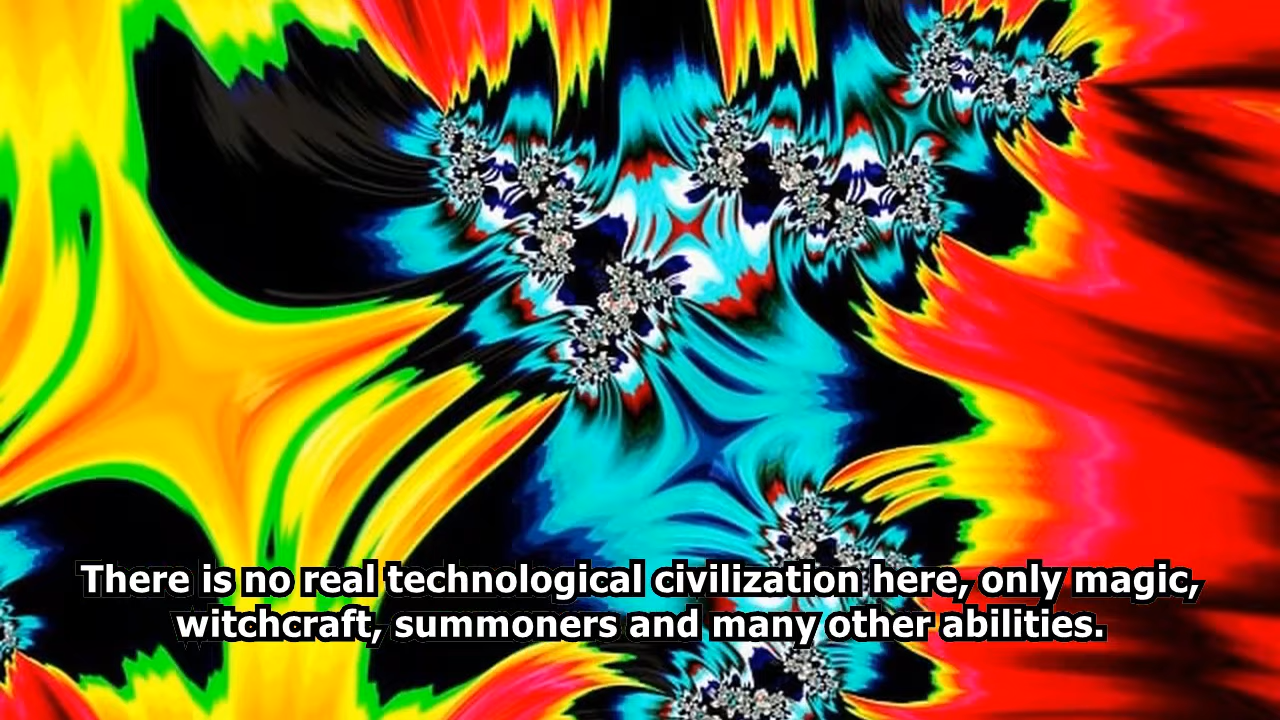 There is no real technological civilization here, only magic,
witchcraft, summoners and many other abilities.